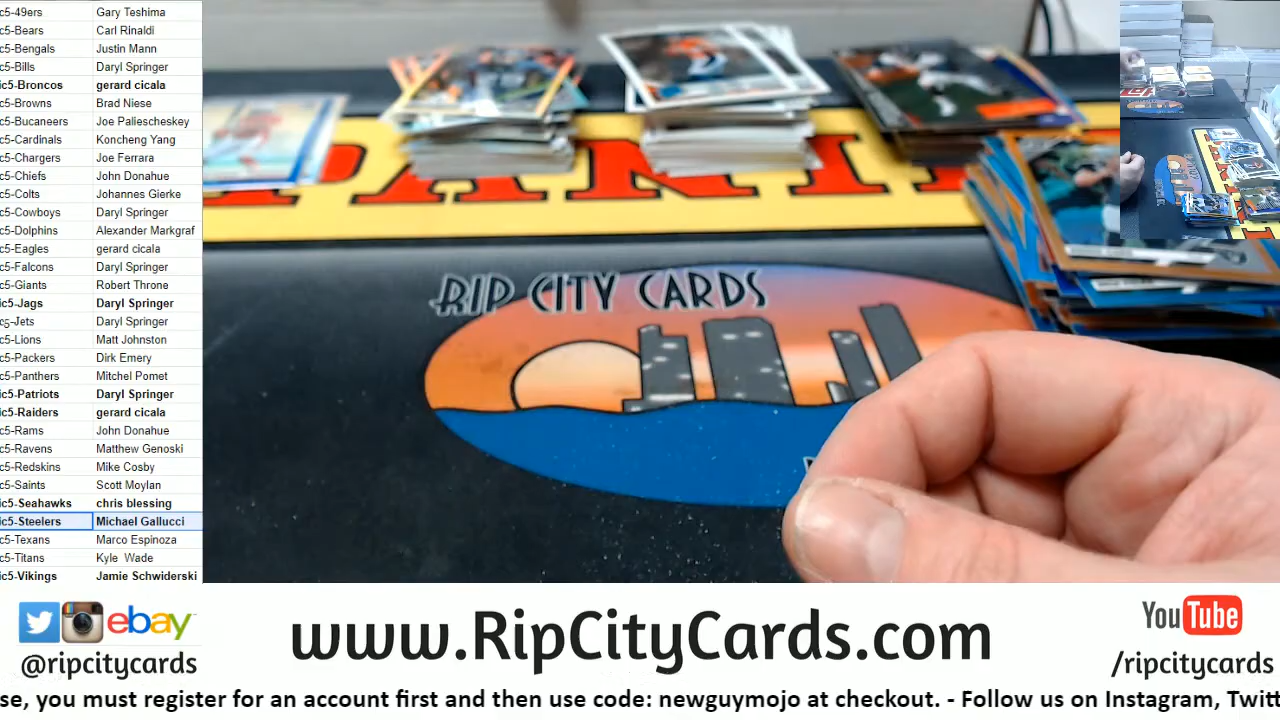 c5-49ers Gary Teshima
c5-Bears Carl Rinaldi
c5-Bengals Justin Mann
c5-Bills Daryl Springer
ic5-Broncos gerard cicala
c5-Browns Brad Niese
c5-Bucaneers Joe Paliescheskey
c5-Cardinals Koncheng Yang
c5-Chargers Joe Ferrara
c5-Chiefs John Donahue
c5-Colts Johannes Gierke
c5-Cowboys Daryl Springer
c5-Dolphins Alexander Markgraf
c5-Eagles gerard cicala
c5-Falcons Daryl Springer
c5-Giants Robert Throne
ic5-Jags Daryl Springer
c5-Jets Daryl Springer
c5-Lions Matt Johnston
c5-Packers Dirk Emery
c5-Panthers Mitchel Pomet
ic5-Patriots Daryl Springer
ic5-Raiders gerard cicala
c5-Rams John Donahue
c5-Ravens Matthew Genoski
c5-Redskins Mike Cosby
c5-Saints Scott Moylan
ic5-Seahawks chris blessing
ic5-Steelers Michael Gallucci
c5-Texans Marco Espinoza
c5-Titans Kyle Wade
ic5-Vikings Jamie Schwiderski
PANINI
RIP CITY CARDS
ebay
@ripcitycards
www.RipCityCards.com
YouTube
/ripcitycards
se, you must register for an account first and then use code: newguymojo at checkout. - Follow us on Instagram, Twitt